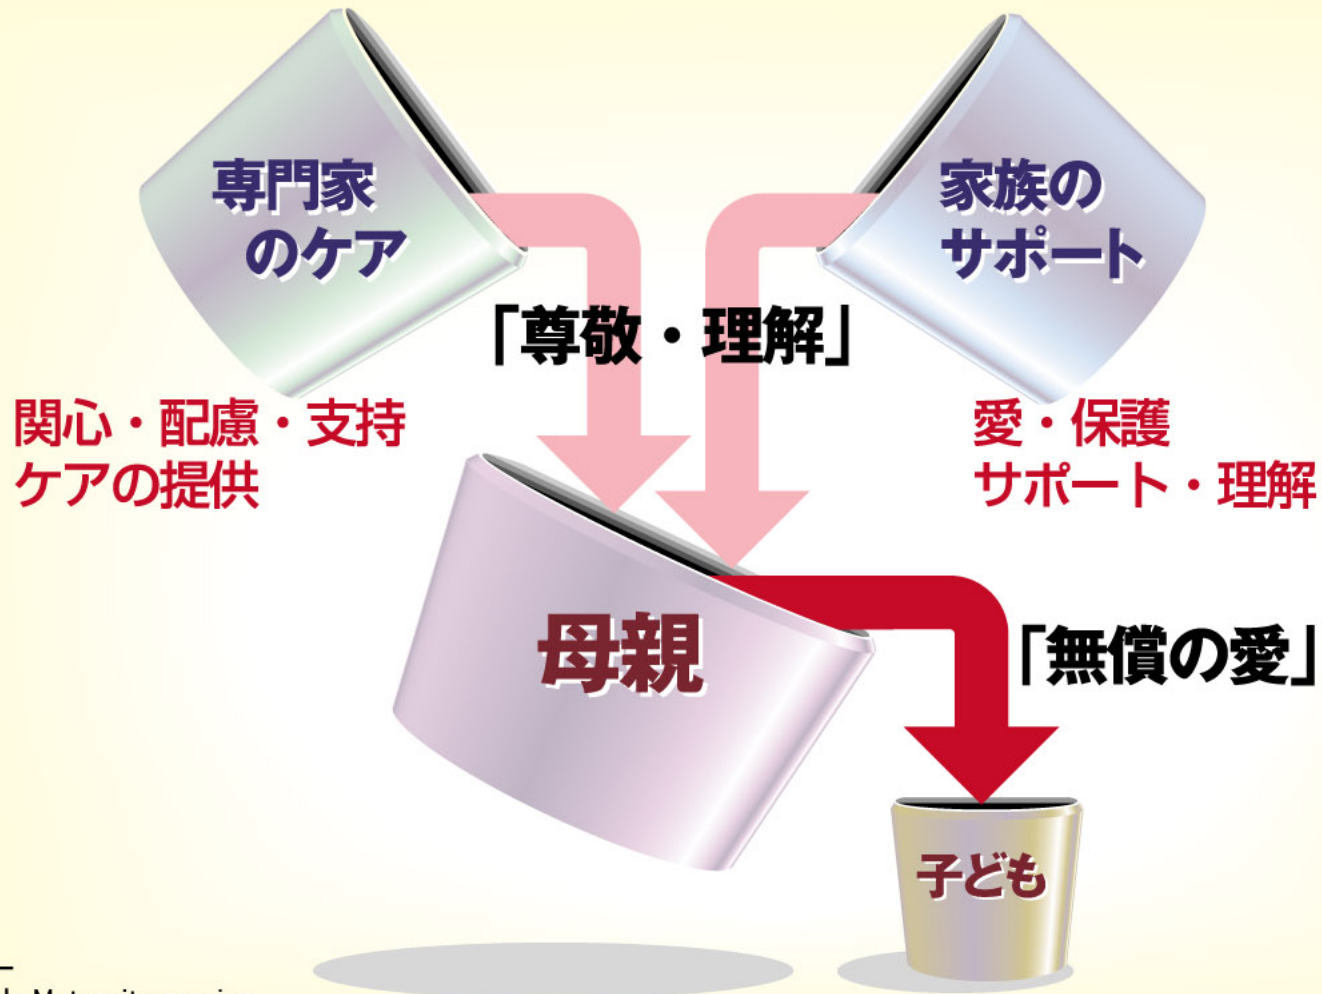 専門家
のケア
家族の
サポート
「尊敬・理解」
関心・配慮・支持
ケアの提供
愛・保護
サポート・理解
母親
「無償の愛」
子ども